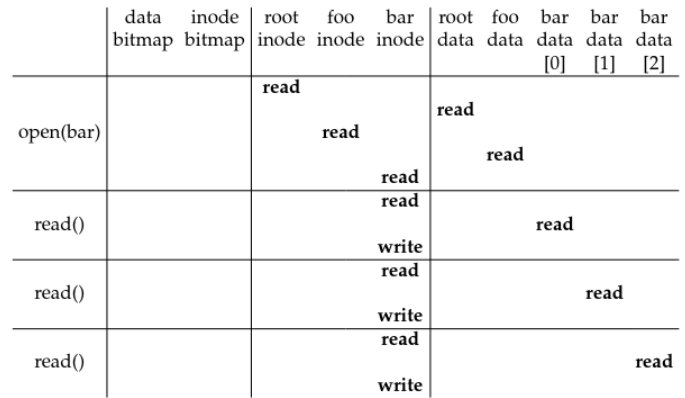 data inode root foo bar root foo bar bar bar
bitmap bitmap inode inode inode data data data data data
[0] [1] [2]
read
read
open(bar) read
read
read
read
read() read
write
read
read() read
write
read
read() read
write